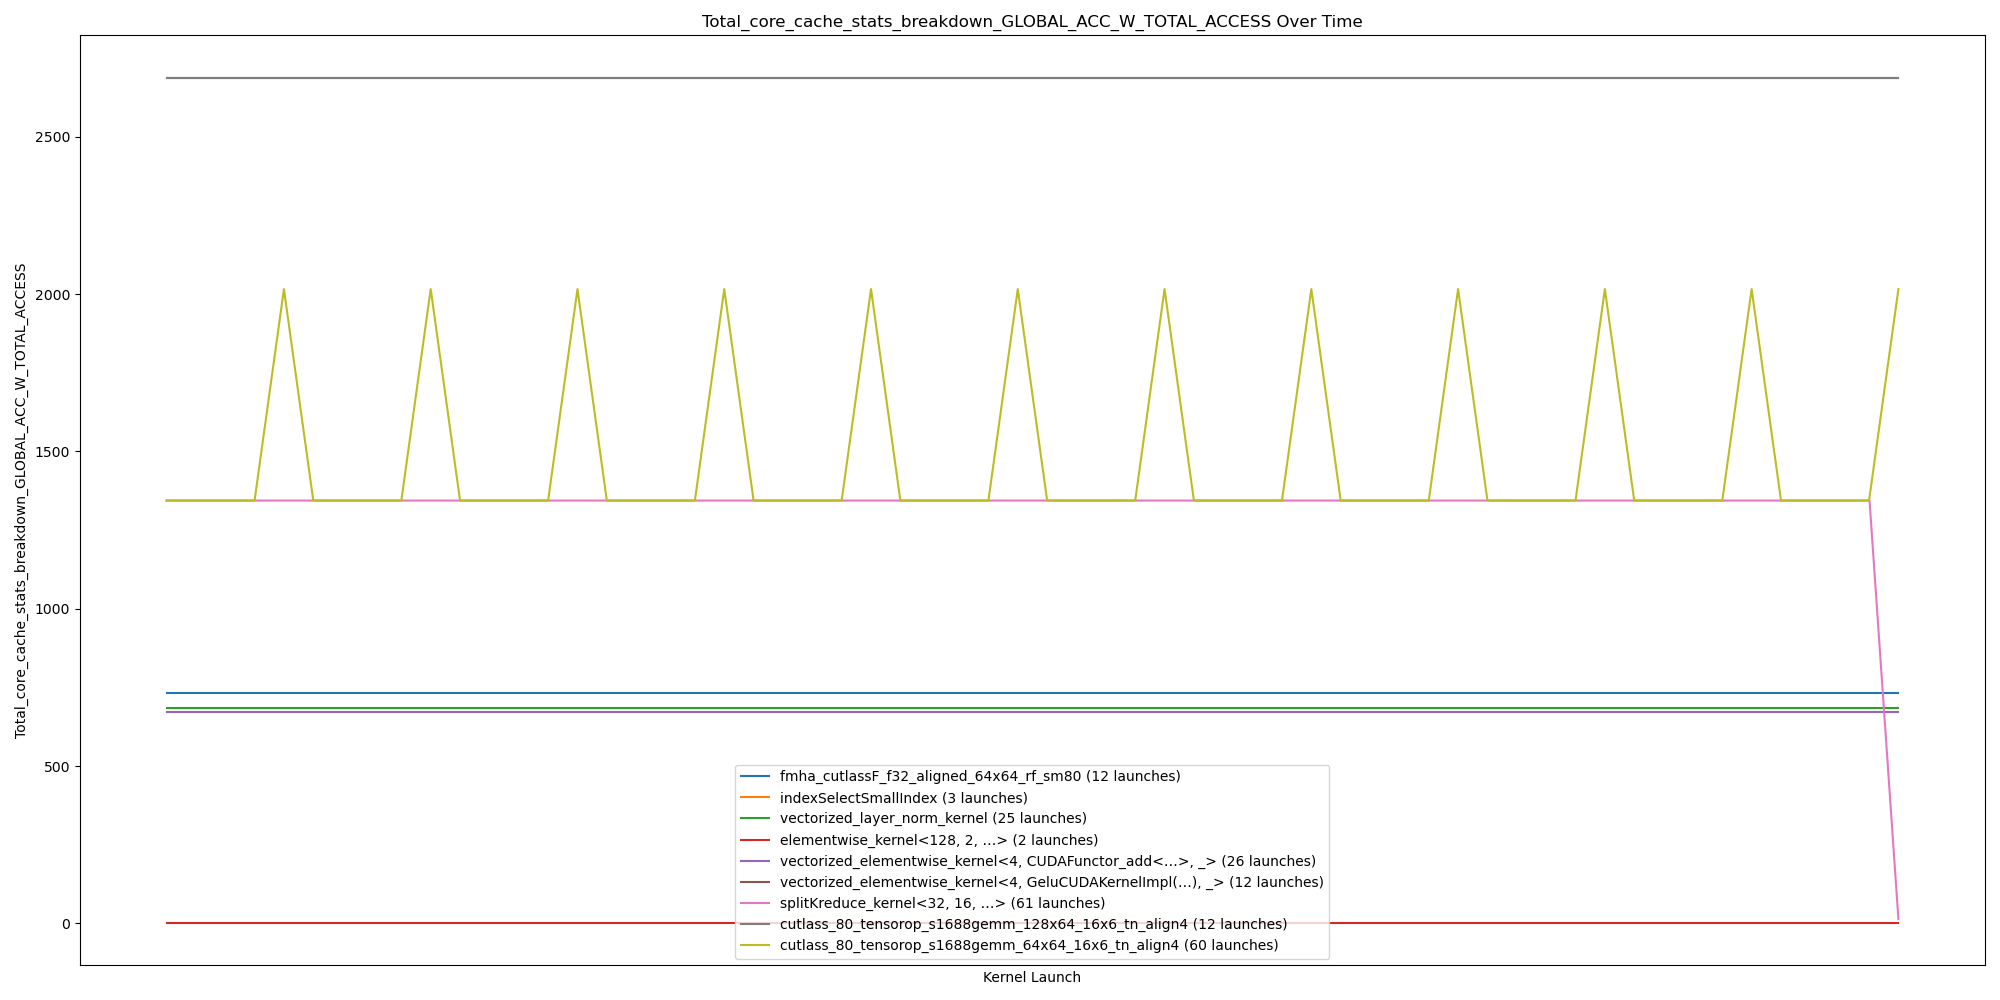 Total_core_cache_stats_breakdown_GLOBAL_ACC_W_TOTAL_ACCESS Over Time
Total_core_cache_stats_breakdown_GLOBAL_ACC_W_TOTAL_ACCESS
2500
2000
1500
1000
500
0
fmha_cutlassF_f32_aligned_64x64_rf_sm80 (12 launches)
indexSelectSmallIndex (3 launches)
vectorized_layer_norm_kernel (25 launches)
elementwise_kernel<128, 2, ...> (2 launches)
vectorized_elementwise_kernel<4, CUDAFunctor_add<...>, _> (26 launches)
vectorized_elementwise_kernel<4, GeluCUDAKernelImpl(...), _> (12 launches)
splitKreduce_kernel<32, 16, ...> (61 launches)
cutlass_80_tensorop_s1688gemm_128x64_16x6_tn_align4 (12 launches)
cutlass_80_tensorop_s1688gemm_64x64_16x6_tn_align4 (60 launches)
Kernel Launch